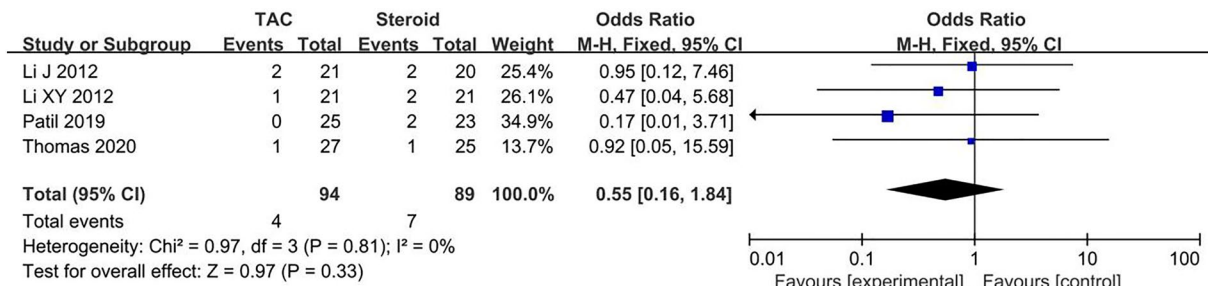 TAC Steroid Odds Ratio Odds Ratio
Study or Subgroup Events Total Events Total Weight M-H, Fixed, 95% CI M-H, Fixed, 95% CI
Li J 2012 2 21 2 20 25.4% 0.95 [0.12, 7.46]
Li XY 2012 1 21 2 21 26.1% 0.47 [0.04, 5.68]
Patil 2019 0 25 2 23 34.9% 0.17 [0.01, 3.71]
Thomas 2020 1 27 1 25 13.7% 0.92 [0.05, 15.59]
Total (95% CI) 94 89 100.0% 0.55 [0.16, 1.84]
Total events 4 7
Heterogeneity: Chi² = 0.97, df = 3 (P = 0.81); I² = 0%
Test for overall effect: Z = 0.97 (P = 0.33)
0.01 0.1 1 10 100
Favours [experimental] Favours [control]